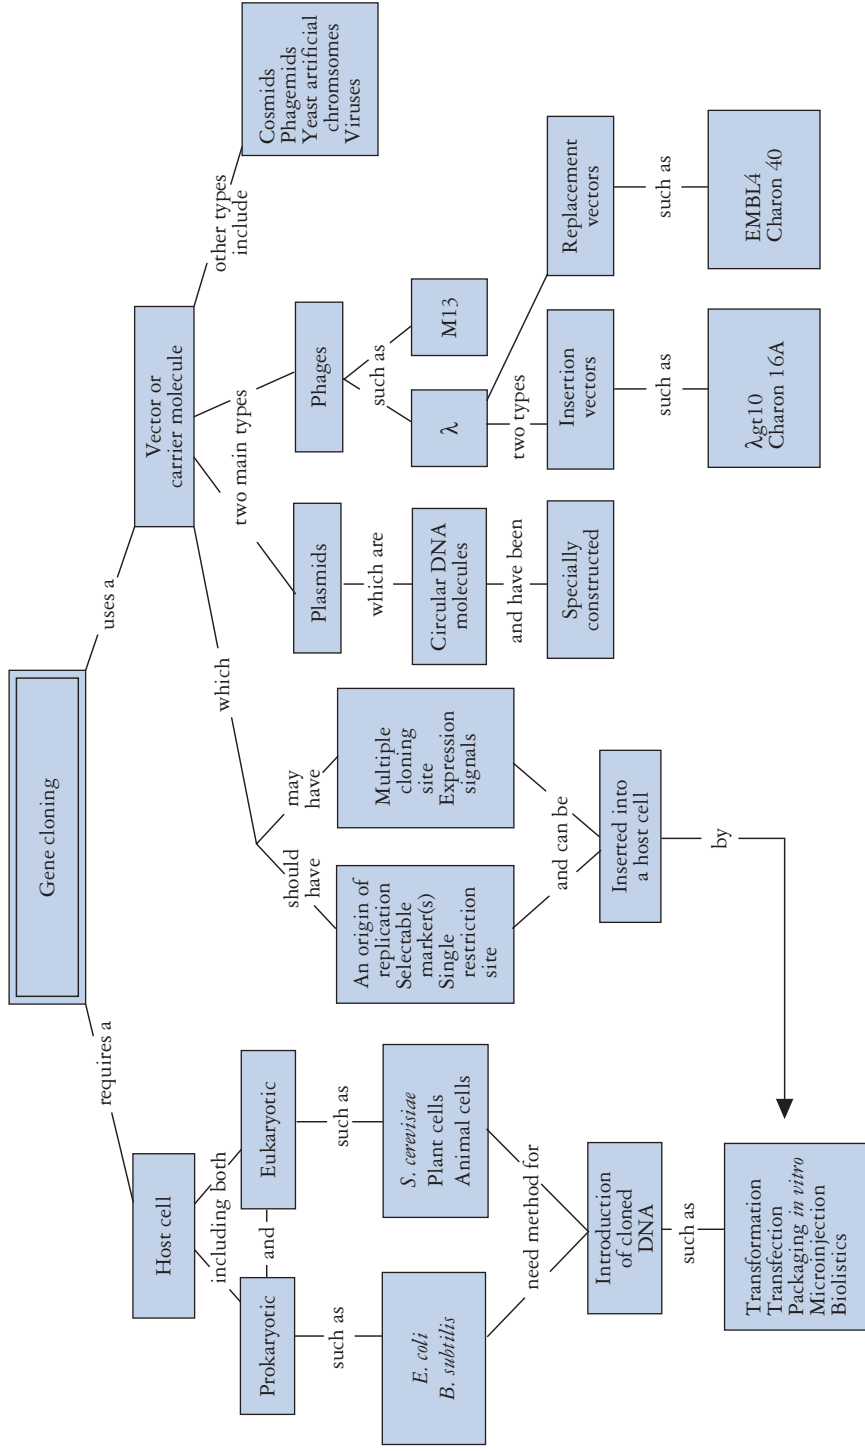 Gene cloning
requires a
uses a
Host cell
including both
Prokaryotic
and
Eukaryotic
such as
such as
E. coli
B. subtilis
S. cerevisiae
Plant cells
Animal cells
need method for
Introduction
of cloned
DNA
such as
Transformation
Transfection
Packaging in vitro
Microinjection
Biolistics
Vector or
carrier molecule
which
should
have
may
have
An origin of
replication
Selectable
marker(s)
Single
restriction
site
Multiple
cloning
site
Expression
signals
and can be
Inserted into
a host cell
by
two main types
Plasmids
which are
Circular DNA
molecules
and have been
Specially
constructed
Phages
such as
λ
M13
two types
Insertion
vectors
such as
λgt10
Charon 16A
Replacement
vectors
such as
EMBL4
Charon 40
other types
include
Cosmids
Phagemids
Yeast artificial
chromsomes
Viruses